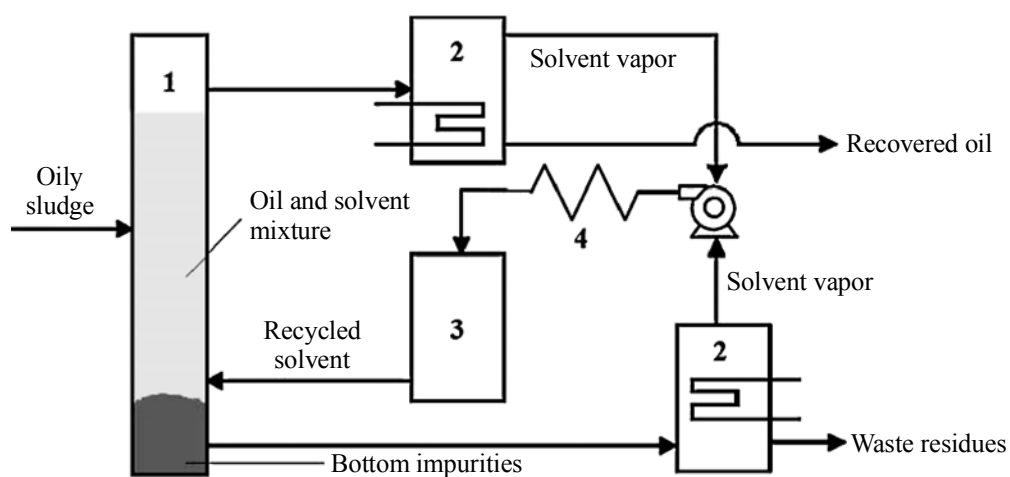 1
2
Solvent vapor
Recovered oil
Oily
sludge
Oil and solvent
mixture
4
Solvent vapor
Recycled
solvent
3
2
Waste residues
Bottom impurities